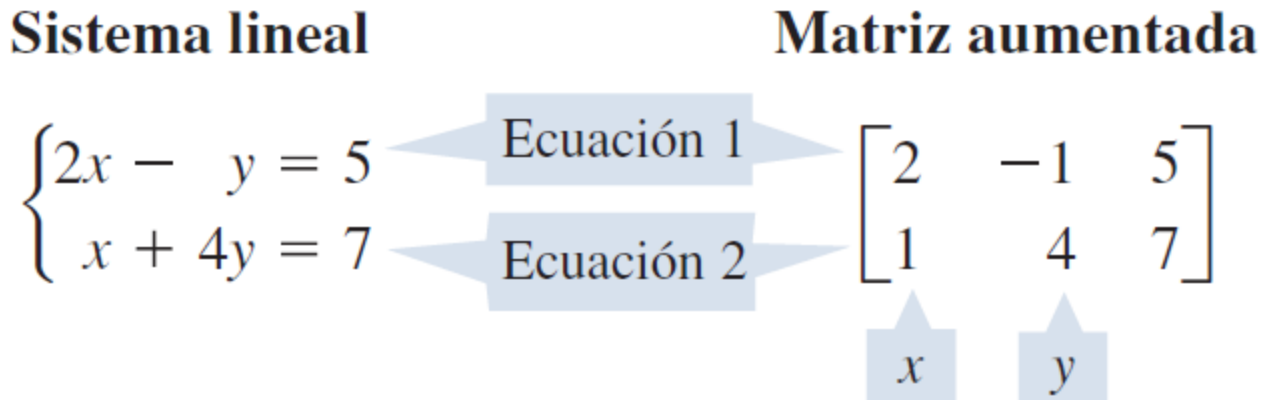 Sistema lineal
Matriz aumentada
2x − y = 5
Ecuación 1
2 −1 5
x + 4y = 7
Ecuación 2
1 4 7
x
y